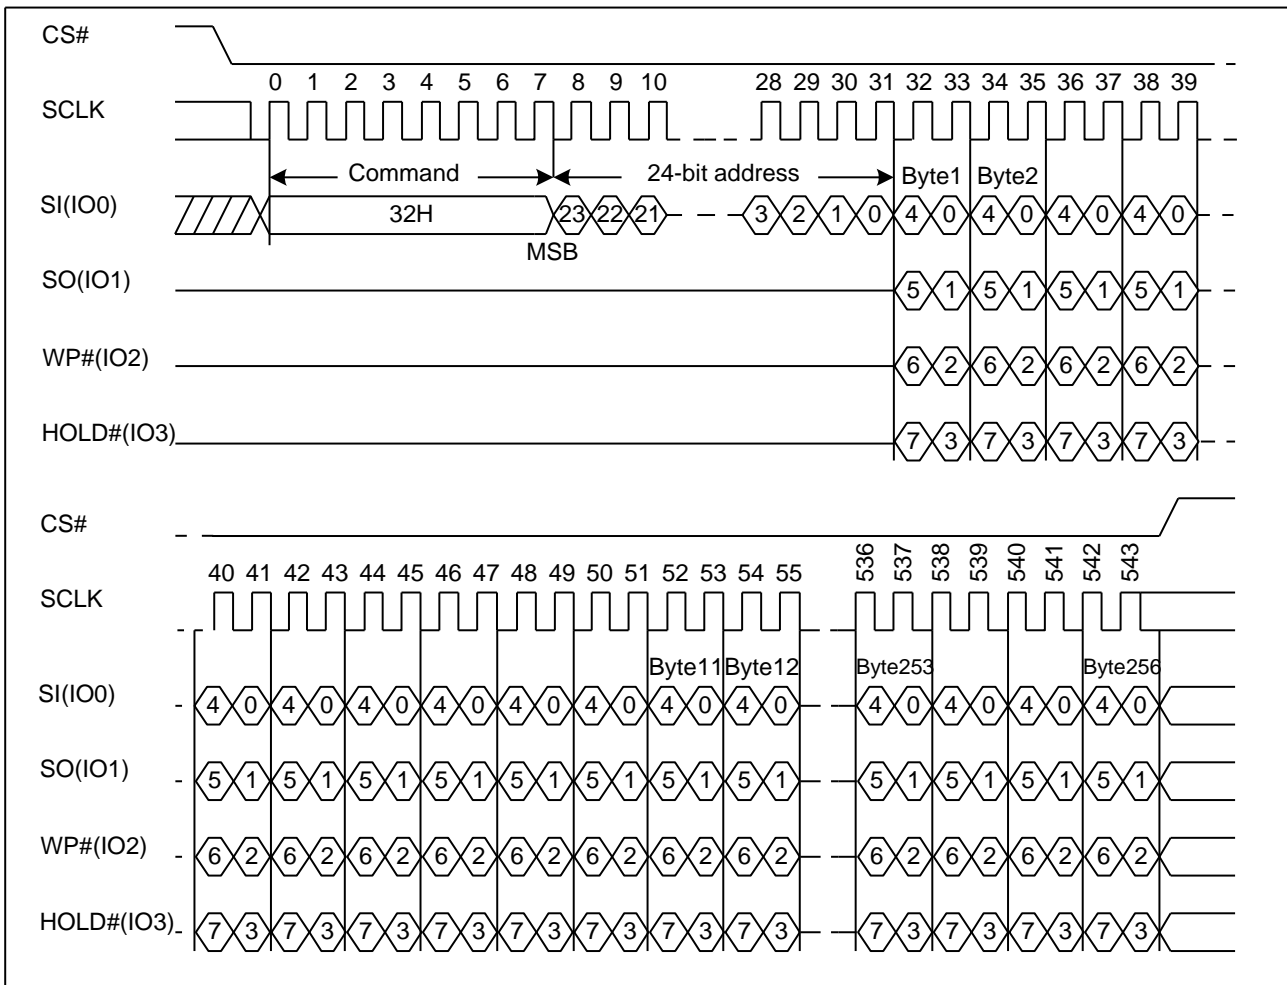 CS#
0 1 2 3 4 5 6 7 8 9 10 28 29 30 31 32 33 34 35 36 37 38 39
SCLK
Command 24-bit address Byte1 Byte2
SI(IO0) 32H 23 22 21 3 2 1 0 4 0 4 0 4 0 4 0
MSB
SO(IO1) 5 1 5 1 5 1 5 1
WP#(IO2) 6 2 6 2 6 2 6 2
HOLD#(IO3) 7 3 7 3 7 3 7 3
CS#
40 41 42 43 44 45 46 47 48 49 50 51 52 53 54 55 536 537 538 539 540 541 542 543
SCLK
Byte11 Byte12 Byte253 Byte256
SI(IO0) 4 0 4 0 4 0 4 0 4 0 4 0 4 0 4 0 4 0 4 0 4 0 4 0
SO(IO1) 5 1 5 1 5 1 5 1 5 1 5 1 5 1 5 1 5 1 5 1 5 1 5 1
WP#(IO2) 6 2 6 2 6 2 6 2 6 2 6 2 6 2 6 2 6 2 6 2 6 2 6 2
HOLD#(IO3) 7 3 7 3 7 3 7 3 7 3 7 3 7 3 7 3 7 3 7 3 7 3 7 3